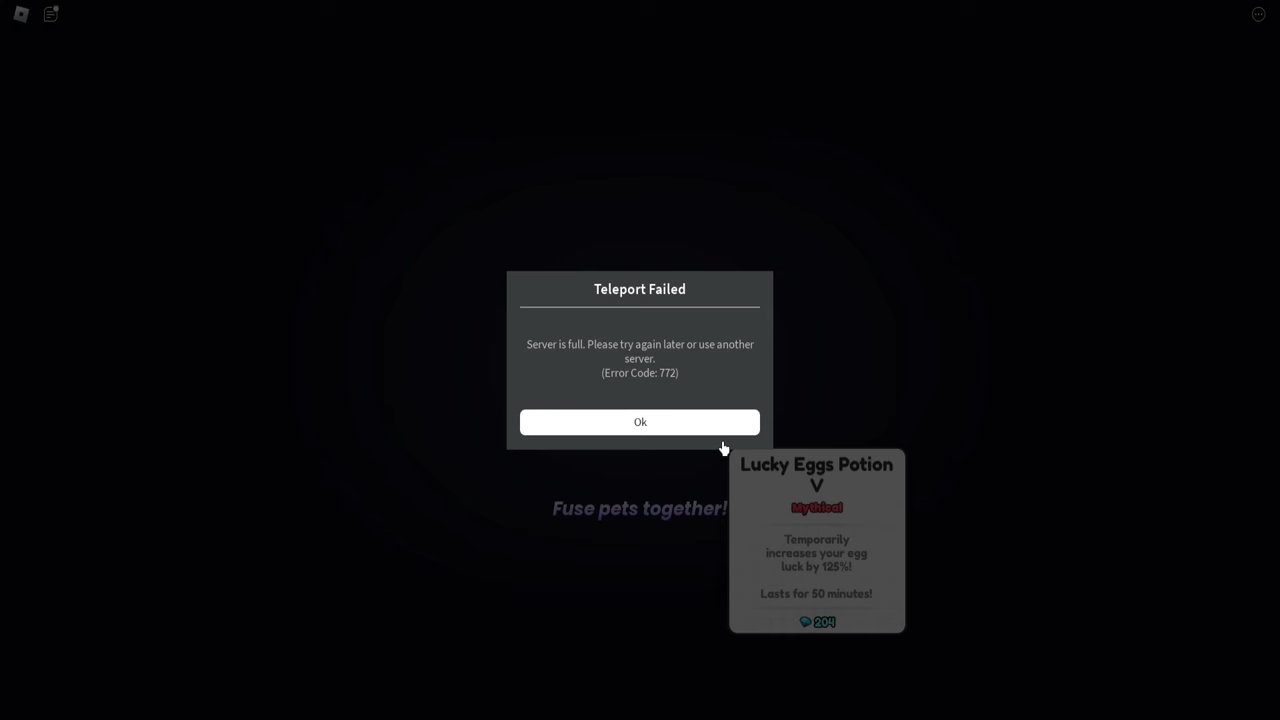 Teleport Failed
Server is full. Please try again later or use another
server.
(Error Code: 772)
Ok
Fuse pets together!
Lucky Eggs Potion
V
Mythical
Temporarily
increases your egg
luck by 125%!
Lasts for 50 minutes!
204